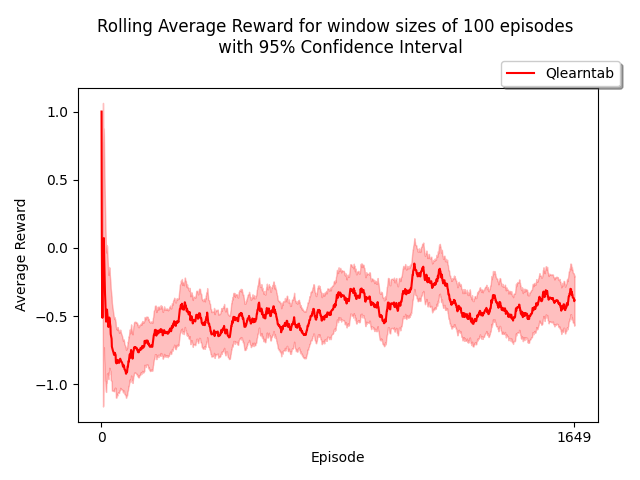 Rolling Average Reward for window sizes of 100 episodes
with 95% Confidence Interval
Qlearntab
1.0
0.5
0.0
−0.5
−1.0
Average Reward
0
1649
Episode